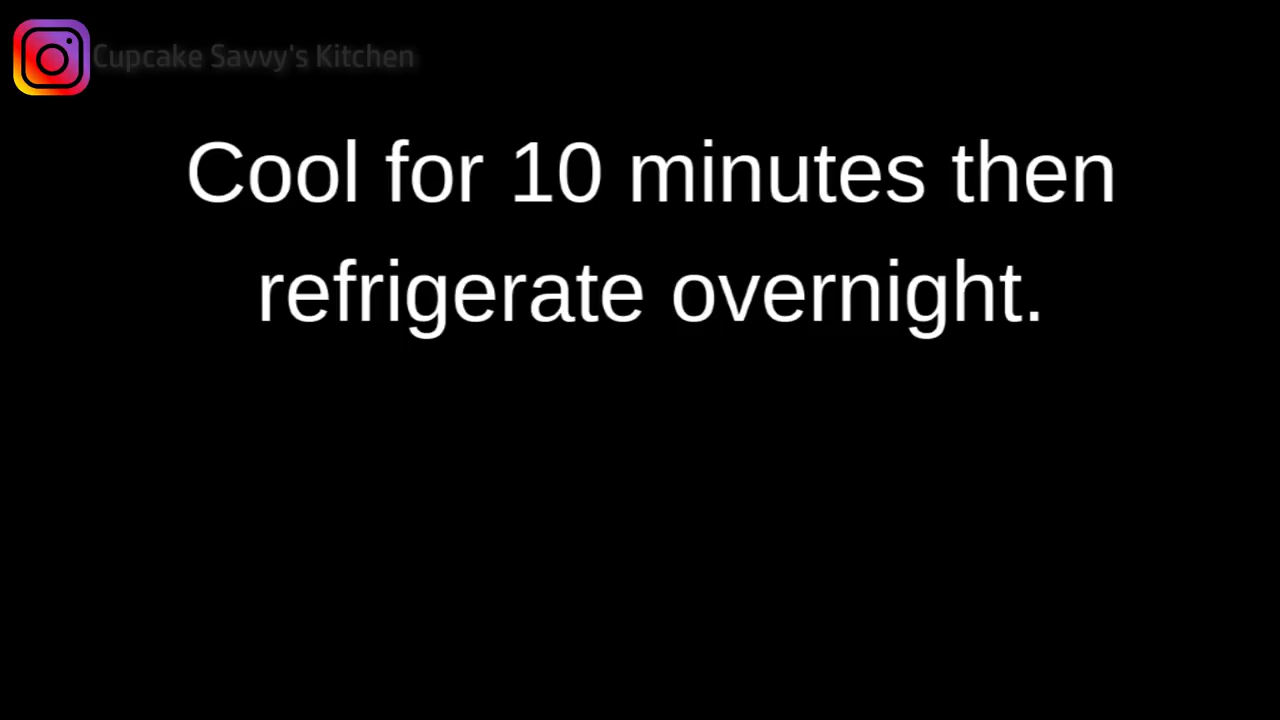 Cupcake Savvy's Kitchen
Cool for 10 minutes then
refrigerate overnight.